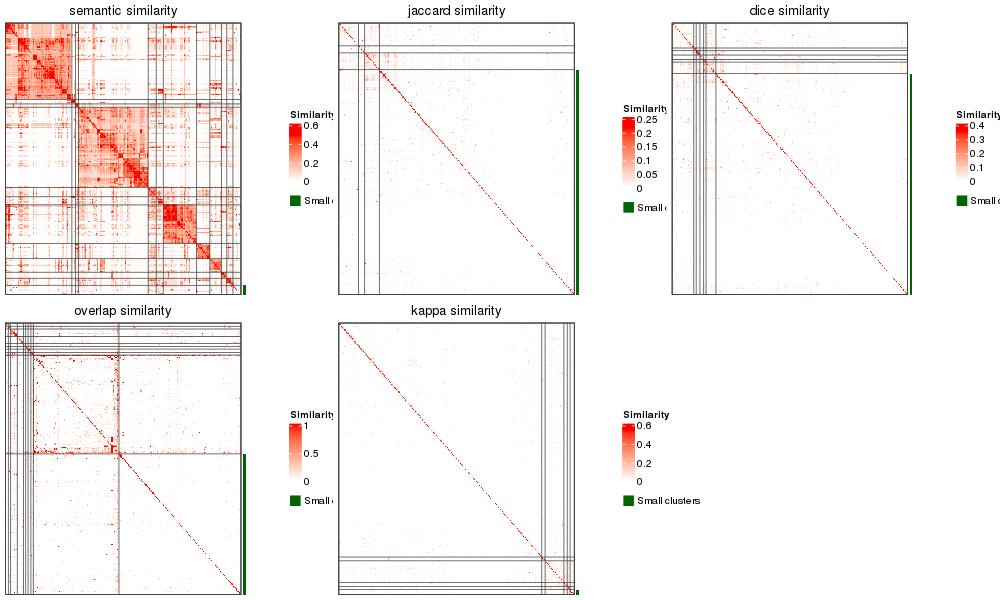 semantic similarity
jaccard similarity
dice similarity
Similarity
0.6
0.4
0.2
0
Small
Similarity
0.25
0.2
0.15
0.1
0.05
0
Small
Similarity
0.4
0.3
0.2
0.1
0
Small
overlap similarity
kappa similarity
Similarity
1
0.5
0
Small
Similarity
0.6
0.4
0.2
0
Small clusters